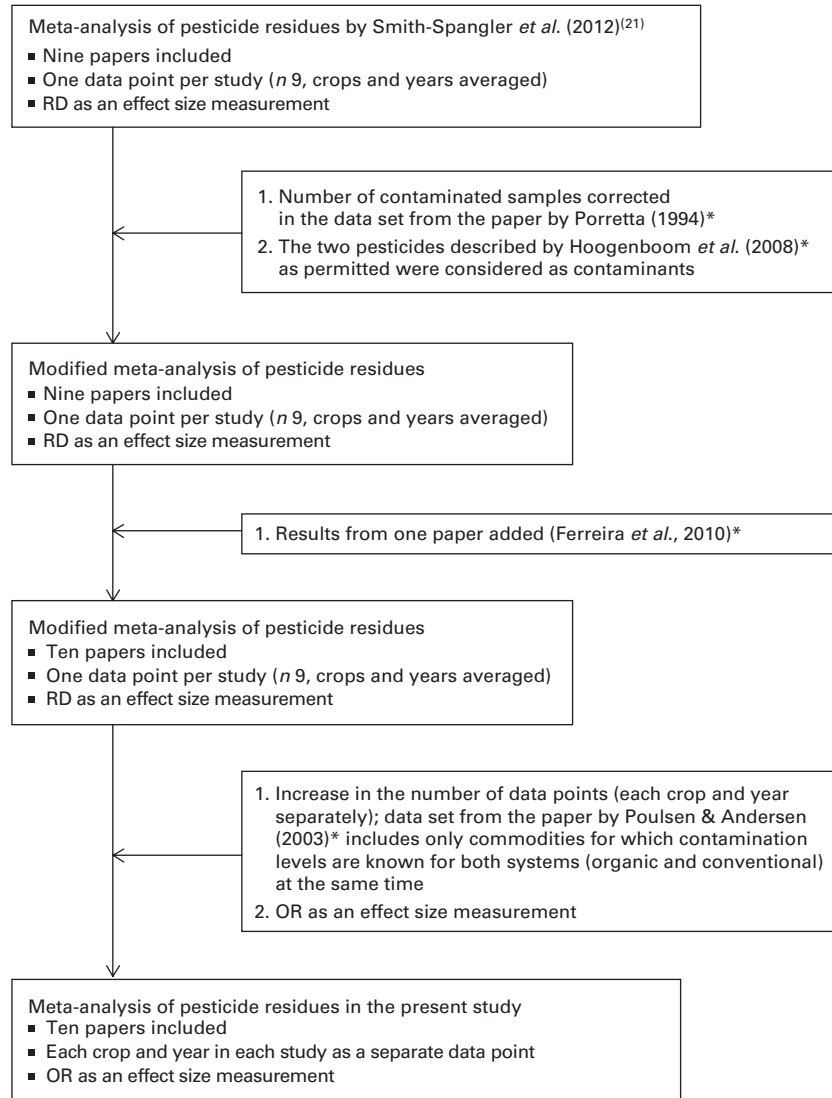 Meta-analysis of pesticide residues by Smith-Spangler et al. (2012)(21)
▪ Nine papers included
▪ One data point per study (n 9, crops and years averaged)
▪ RD as an effect size measurement
1. Number of contaminated samples corrected
in the data set from the paper by Porretta (1994)*
2. The two pesticides described by Hoogenboom et al. (2008)*
as permitted were considered as contaminants
Modified meta-analysis of pesticide residues
▪ Nine papers included
▪ One data point per study (n 9, crops and years averaged)
▪ RD as an effect size measurement
1. Results from one paper added (Ferreira et al., 2010)*
Modified meta-analysis of pesticide residues
▪ Ten papers included
▪ One data point per study (n 9, crops and years averaged)
▪ RD as an effect size measurement
1. Increase in the number of data points (each crop and year
separately); data set from the paper by Poulsen & Andersen
(2003)* includes only commodities for which contamination
levels are known for both systems (organic and conventional)
at the same time
2. OR as an effect size measurement
Meta-analysis of pesticide residues in the present study
▪ Ten papers included
▪ Each crop and year in each study as a separate data point
▪ OR as an effect size measurement